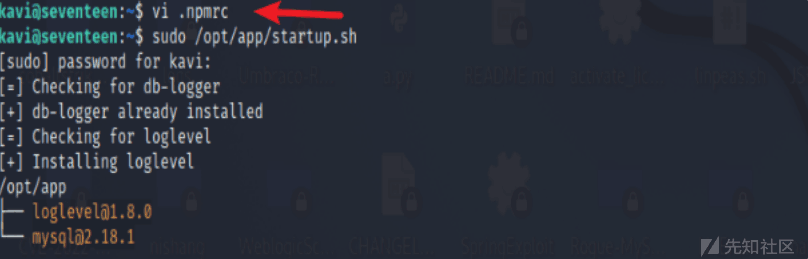 kavi@seventeen:~$ vi .npmrc
kavi@seventeen:~$ sudo /opt/app/startup.sh
[sudo] password for kavi:
[=] Checking for db-logger
[+] db-logger already installed
[=] Checking for loglevel
[+] Installing loglevel
/opt/app
├── loglevel@1.8.0
└── mysql@2.18.1
先知社区